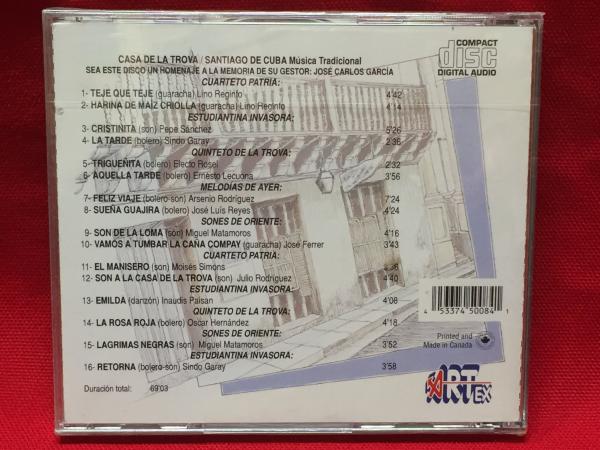 CASA DE LA TROVA / SANTIAGO DE CUBA Música Tradicional
SEA ESTE DISCO UN HOMENAJE A LA MEMORIA DE SU GESTOR: JOSÉ CARLOS GARCÍA
COMPACT
disc
DIGITAL AUDIO
CUARTETO PATRIA:
1- TEJE QUE TEJE (guaracha) Lino Reginfo 4'42
2- HARINA DE MAÍZ CRIOLLA (guaracha) Lino Reginfo 4'14
ESTUDIANTINA INVASORA:
3- CRISTINITA (son) Pepe Sánchez 5'26
4- LA TARDE (bolero) Sindo Garay 2'36
QUINTETO DE LA TROVA:
5- TRIGUEÑITA (bolero) Electo Rosel 2'32
6- AQUELLA TARDE (bolero) Ernesto Lecuona 3'56
MELODÍAS DE AYER:
7- FELIZ VIAJE (bolero-son) Arsenio Rodríguez 7'24
8- SUEÑA GUAJIRA (bolero) José Luís Reyes 4'24
SONES DE ORIENTE:
9- SON DE LA LOMA (son) Miguel Matamoros 4'16
10- VAMOS A TUMBAR LA CAÑA COMPAY (guaracha) José Ferrer 3'43
CUARTETO PATRIA:
11- EL MANISERO (son) Moisés Simons
12- SON A LA CASA DE LA TROVA (son) Julio Rodríguez 4'40
ESTUDIANTINA INVASORA:
13- EMILDA (danzón) Inaudis Paisan 4'08
QUINTETO DE LA TROVA:
14- LA ROSA ROJA (bolero) Oscar Hernández 4'18
SONES DE ORIENTE:
15- LAGRIMAS NEGRAS (son) Miguel Matamoros 3'52
ESTUDIANTINA INVASORA:
16- RETORNA (bolero-son) Sindo Garay 3'58
Duración total: 69'03
4 53374 50084 1
Printed and
Made in Canada
ARTEX